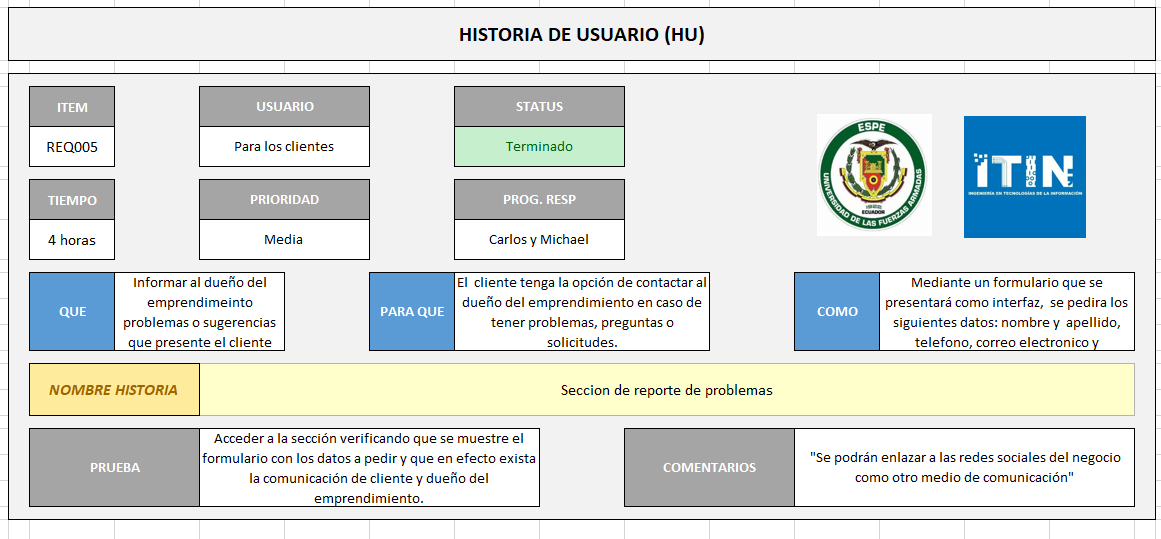 HISTORIA DE USUARIO (HU)
ITEM
USUARIO
STATUS
REQ005
Para los clientes
Terminado
TIEMPO
PRIORIDAD
PROG. RESP
4 horas
Media
Carlos y Michael
ESPE
UNIVERSIDAD DE LAS FUERZAS ARMADAS
ECUADOR
ITIN
INGENIERÍA EN TECNOLOGÍAS DE LA INFORMACIÓN
QUE
Informar al dueño del
emprendimeinto
problemas o sugerencias
que presente el cliente
PARA QUE
El cliente tenga la opción de contactar al
dueño del emprendimiento en caso de
tener problemas, preguntas o
solicitudes.
COMO
Mediante un formulario que se
presentará como interfaz, se pedira los
siguientes datos: nombre y apellido,
telefono, correo electronico y
NOMBRE HISTORIA
Seccion de reporte de problemas
PRUEBA
Acceder a la sección verificando que se muestre el
formulario con los datos a pedir y que en efecto exista
la comunicación de cliente y dueño del
emprendimiento.
COMENTARIOS
"Se podrán enlazar a las redes sociales del negocio
como otro medio de comunicación"